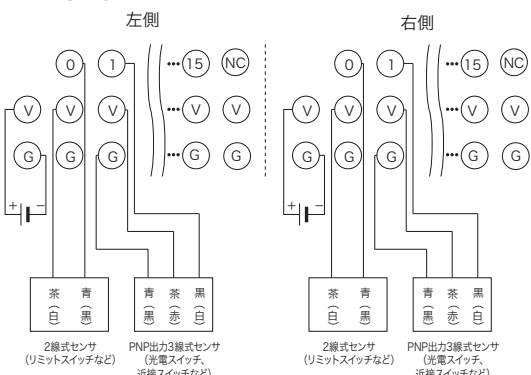 左側
0 1 ••• 15 NC
V V V ••• V V
G G G ••• G G
+ −
茶(白) 青(黒)
青(黒) 茶(赤) 黒(白)
2線式センサ
(リミットスイッチなど)
PNP出力3線式センサ
(光電スイッチ、
近接スイッチなど)
右側
0 1 ••• 15 NC
V V V ••• V V
G G G ••• G G
+ −
茶(白) 青(黒)
青(黒) 茶(赤) 黒(白)
2線式センサ
(リミットスイッチなど)
PNP出力3線式センサ
(光電スイッチ、
近接スイッチなど)